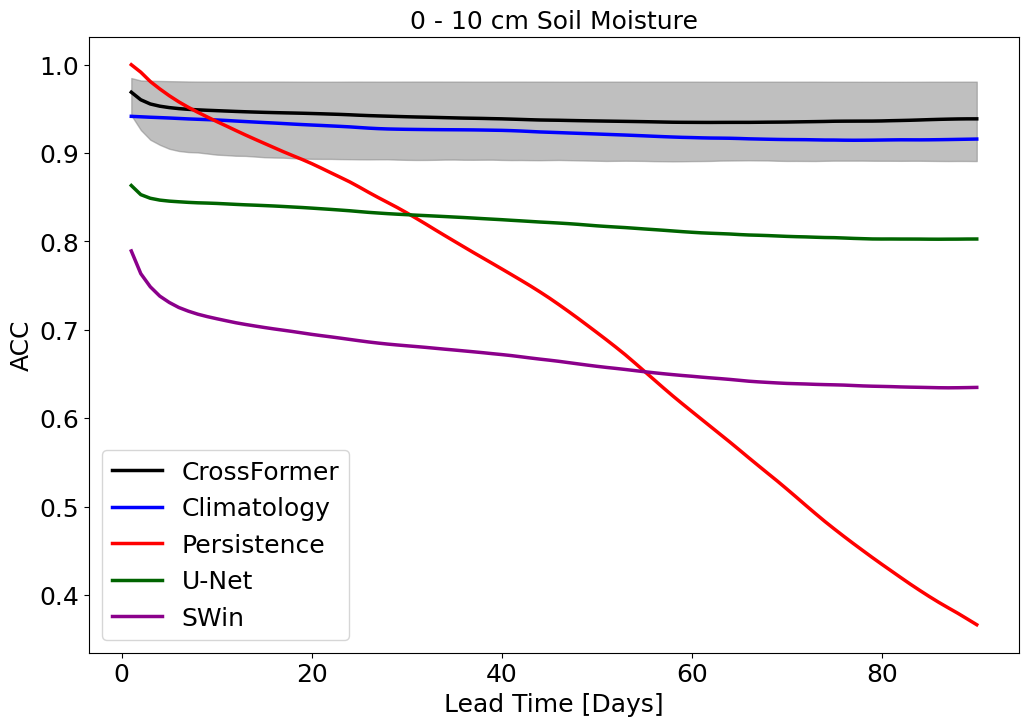 0 - 10 cm Soil Moisture
ACC
1.0
0.9
0.8
0.7
0.6
0.5
0.4
CrossFormer
Climatology
Persistence
U-Net
SWin
0 20 40 60 80
Lead Time [Days]